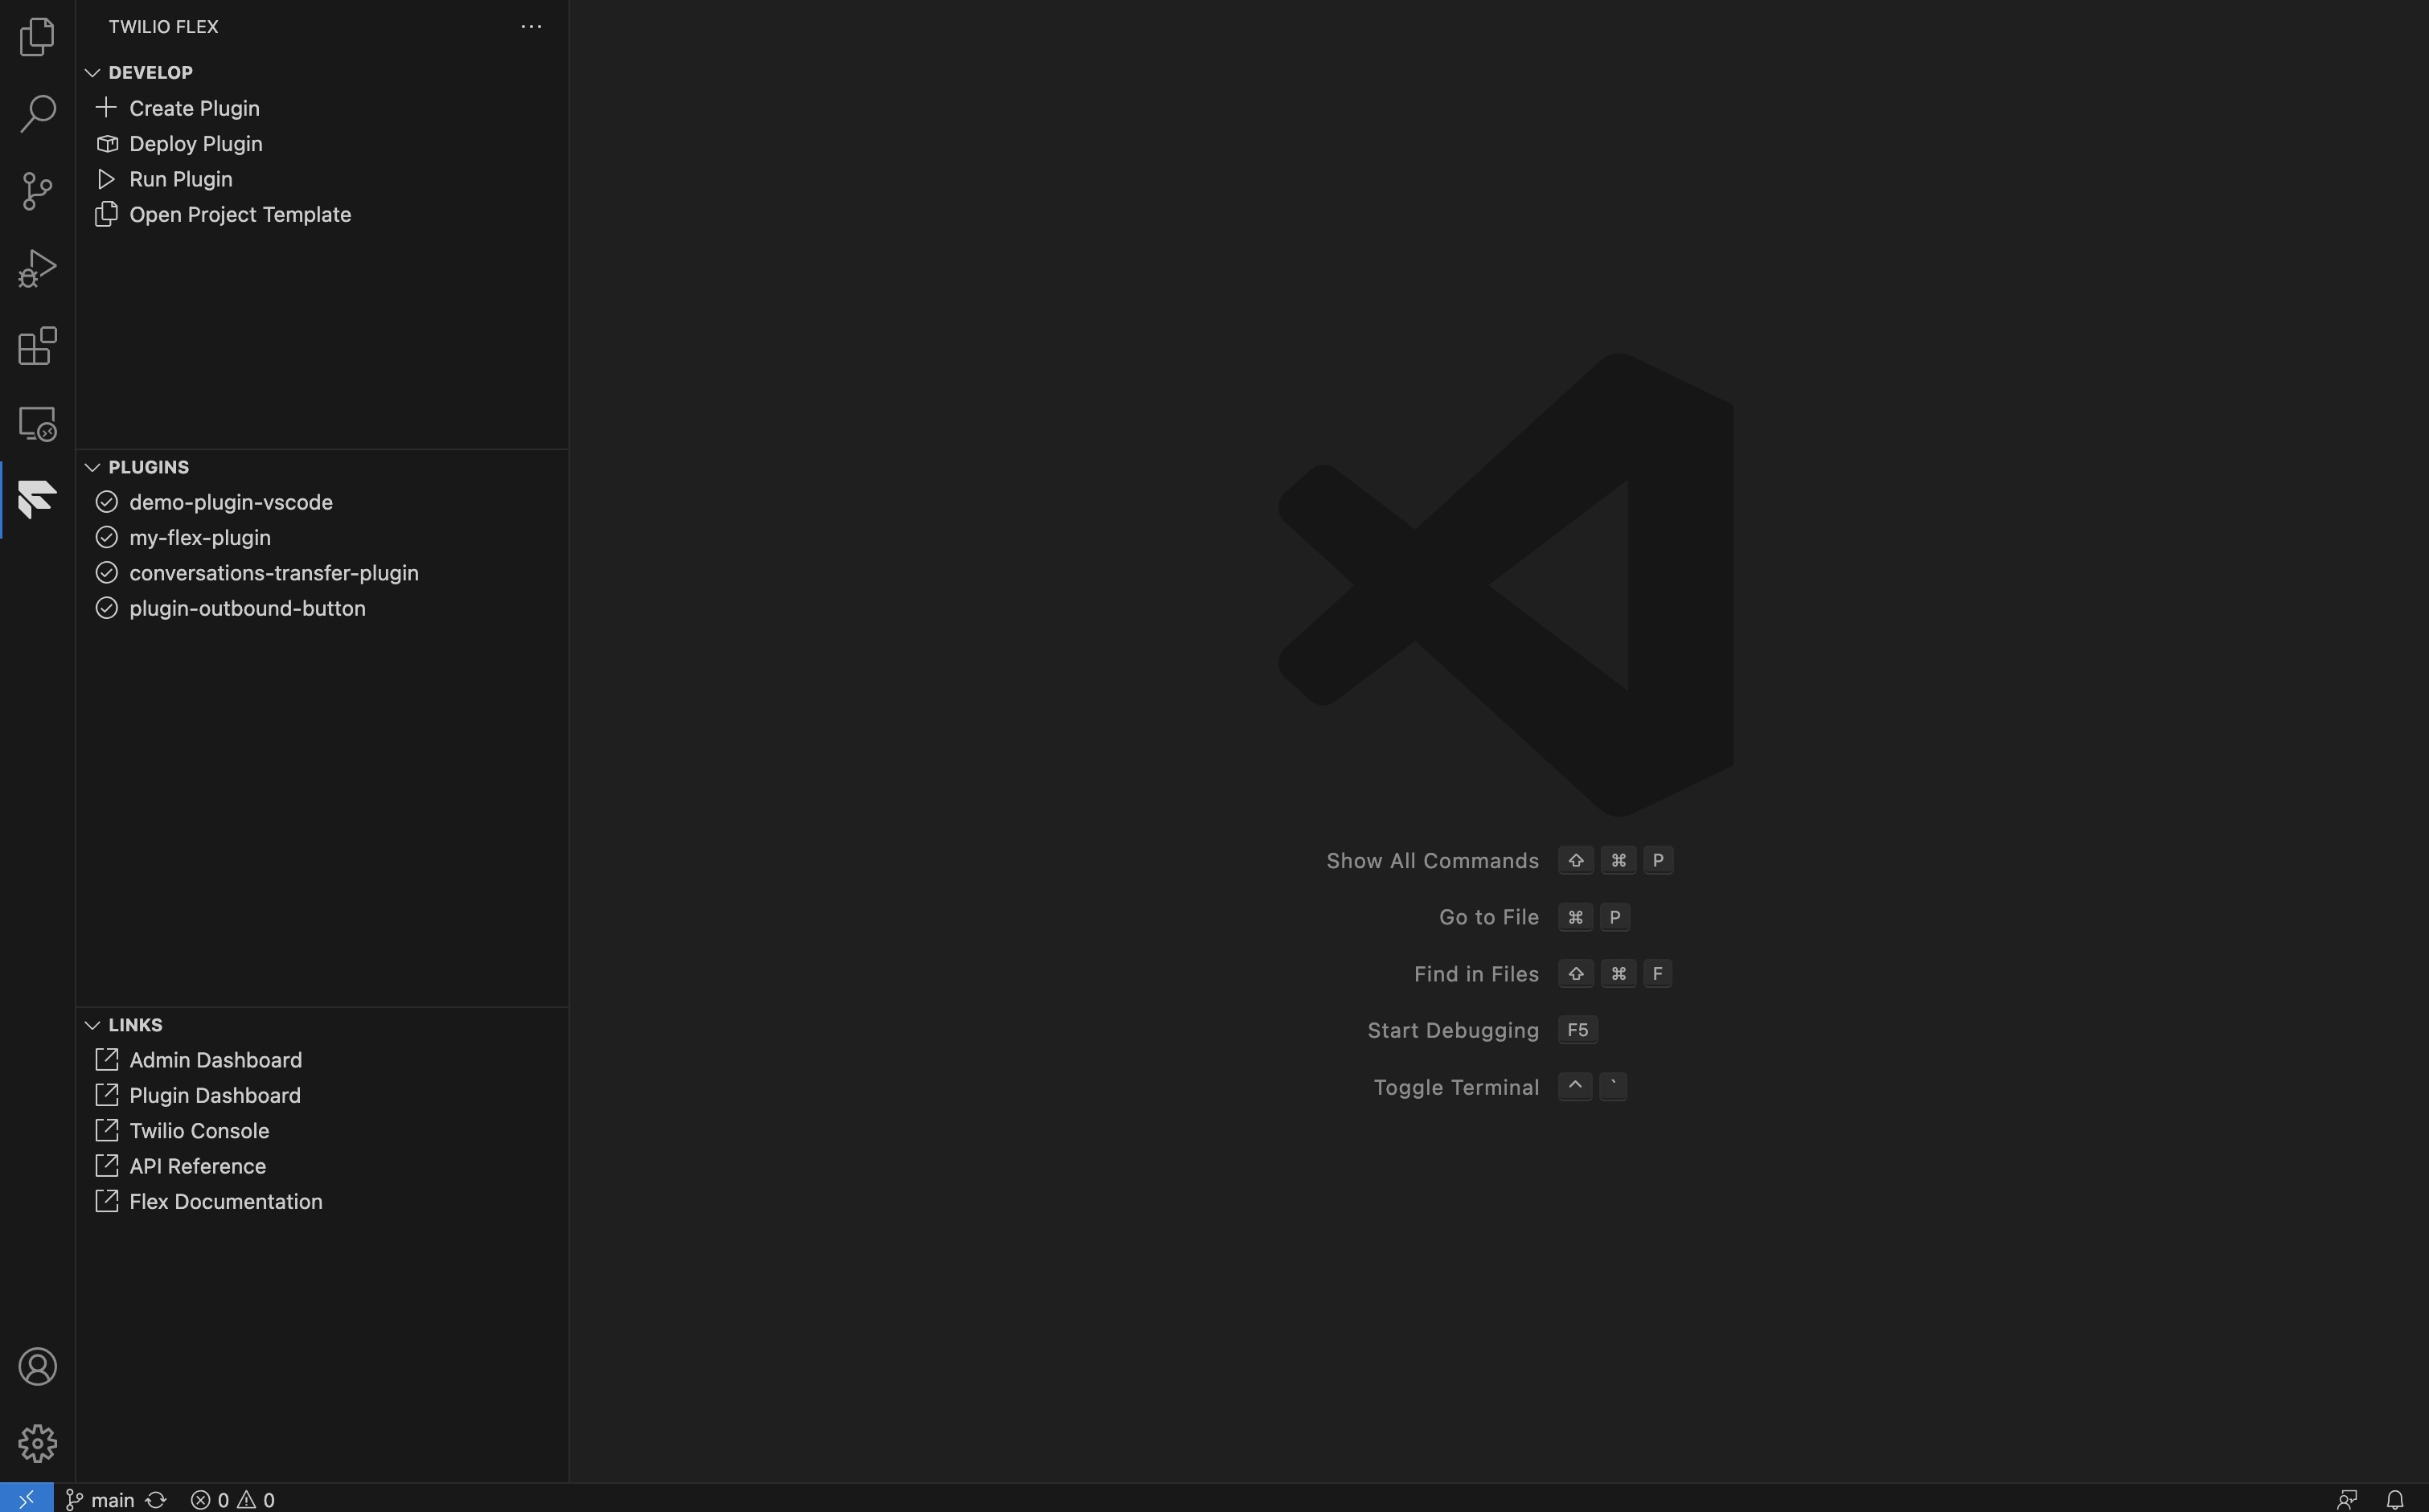 TWILIO FLEX
DEVELOP
Create Plugin
Deploy Plugin
Run Plugin
Open Project Template
PLUGINS
demo-plugin-vscode
my-flex-plugin
conversations-transfer-plugin
plugin-outbound-button
LINKS
Admin Dashboard
Plugin Dashboard
Twilio Console
API Reference
Flex Documentation
Show All Commands ⇧ ⌘ P
Go to File ⌘ P
Find in Files ⇧ ⌘ F
Start Debugging F5
Toggle Terminal ^ `
main 0 0